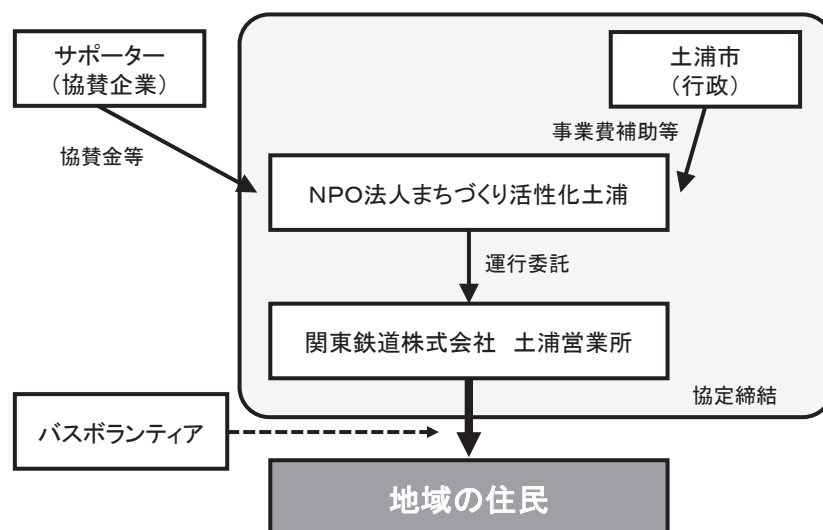 サポーター
（協賛企業）
土浦市
（行政）
協賛金等
事業費補助等
NPO法人まちづくり活性化土浦
運行委託
関東鉄道株式会社　土浦営業所
協定締結
バスボランティア
地域の住民